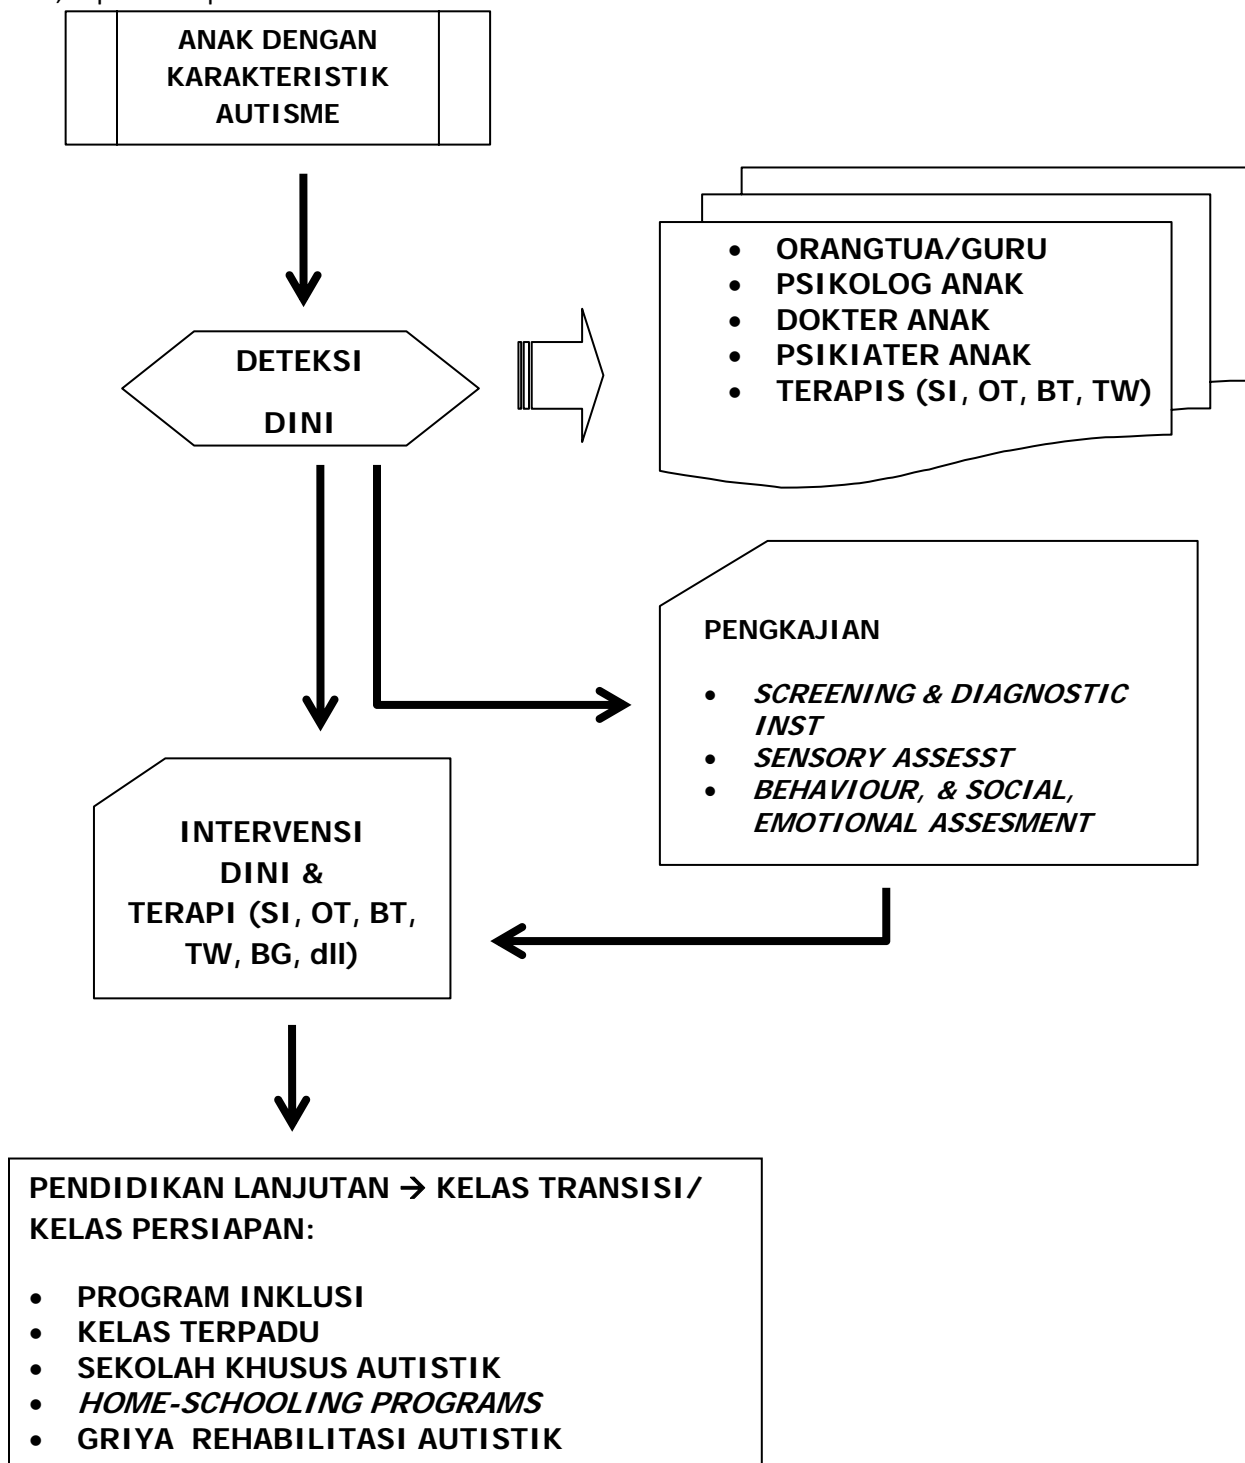 ANAK DENGAN
KARAKTERISTIK
AUTISME
DETEKSI
DINI
• ORANGTUA/GURU
• PSIKOLOG ANAK
• DOKTER ANAK
• PSIKIATER ANAK
• TERAPIS (SI, OT, BT, TW)
PENGKAJIAN
• SCREENING & DIAGNOSTIC
INST
• SENSORY ASSESST
• BEHAVIOUR, & SOCIAL,
EMOTIONAL ASSESMENT
INTERVENSI
DINI &
TERAPI (SI, OT, BT,
TW, BG, dll)
PENDIDIKAN LANJUTAN → KELAS TRANSISI/
KELAS PERSIAPAN:
• PROGRAM INKLUSI
• KELAS TERPADU
• SEKOLAH KHUSUS AUTISTIK
• HOME-SCHOOLING PROGRAMS
• GRIYA REHABILITASI AUTISTIK